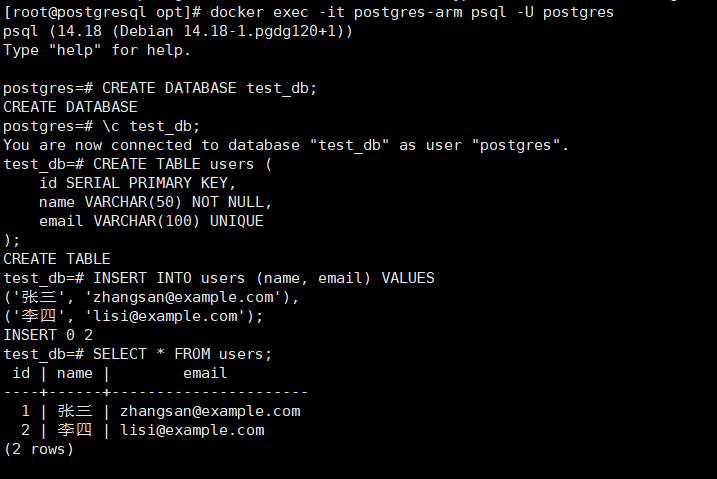 [root@postgresql opt]# docker exec -it postgres-arm psql -U postgres
psql (14.18 (Debian 14.18-1.pgdg120+1))
Type "help" for help.

postgres=# CREATE DATABASE test_db;
CREATE DATABASE
postgres=# \c test_db;
You are now connected to database "test_db" as user "postgres".
test_db=# CREATE TABLE users (
    id SERIAL PRIMARY KEY,
    name VARCHAR(50) NOT NULL,
    email VARCHAR(100) UNIQUE
);
CREATE TABLE
test_db=# INSERT INTO users (name, email) VALUES
('张三', 'zhangsan@example.com'),
('李四', 'lisi@example.com');
INSERT 0 2
test_db=# SELECT * FROM users;
 id | name |        email
----+------+----------------------
  1 | 张三 | zhangsan@example.com
  2 | 李四 | lisi@example.com
(2 rows)